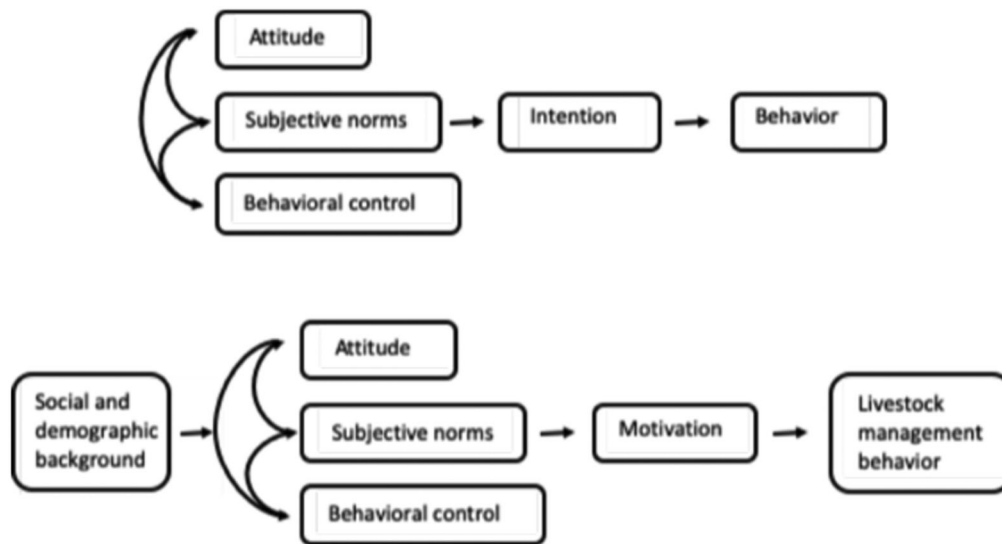 Attitude
Subjective norms
Intention
Behavior
Behavioral control
Attitude
Social and
demographic
background
Subjective norms
Motivation
Livestock
management
behavior
Behavioral control